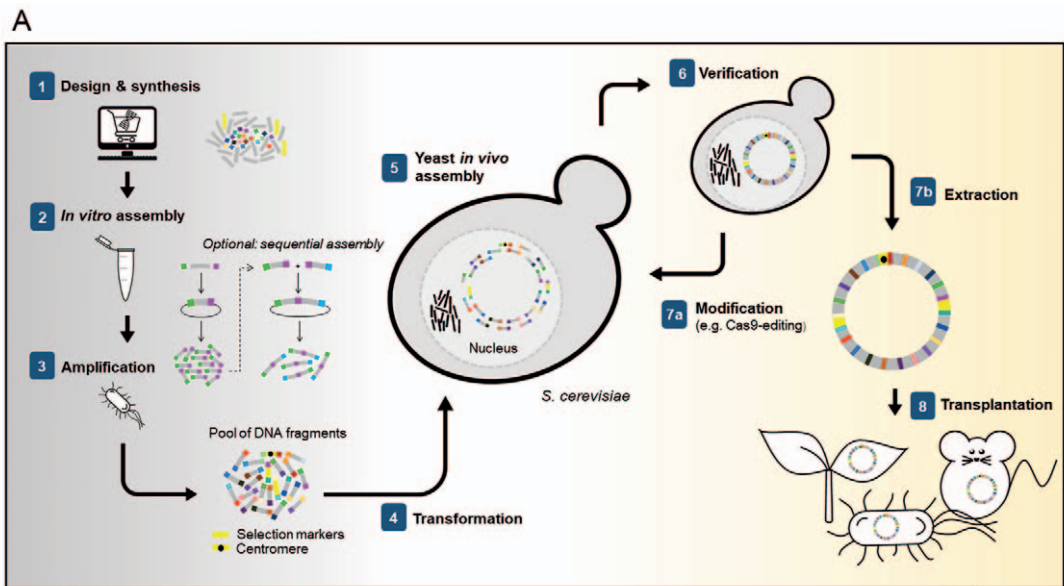 A
1 Design & synthesis
2 In vitro assembly
Optional: sequential assembly
+
3 Amplification
Pool of DNA fragments
Selection markers
Centromere
4 Transformation
5 Yeast in vivo
assembly
Nucleus
S. cerevisiae
6 Verification
7a Modification
(e.g. Cas9-editing)
7b Extraction
8 Transplantation